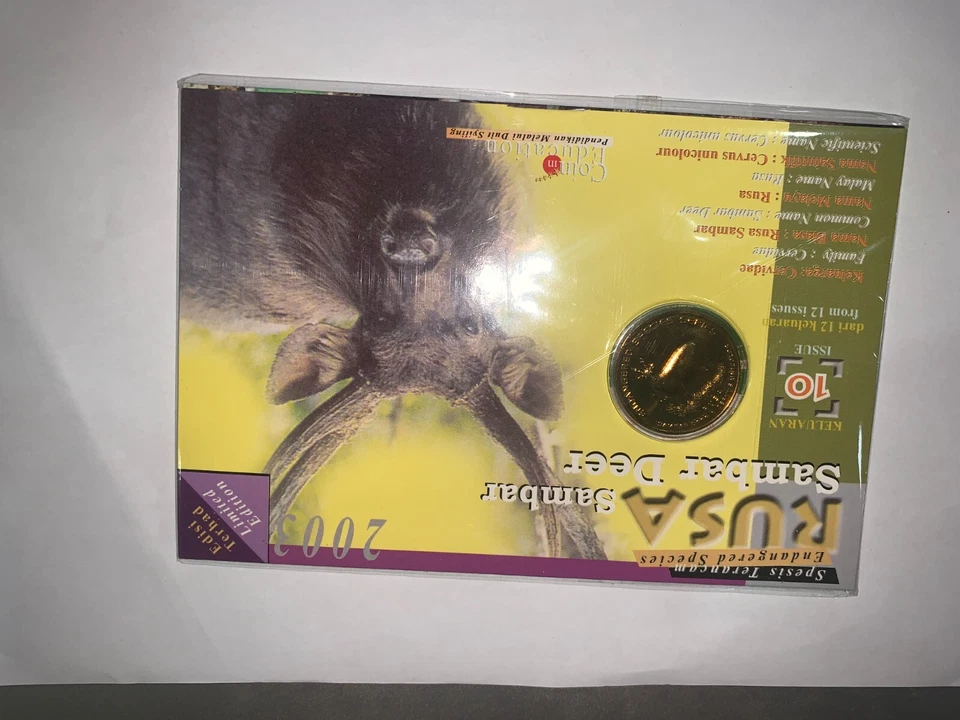 Spesis Terancam
Endangered Species
RUSA Sambar
Sambar Deer
2003
Edisi
Terhad
Limited
Edition
KELUARAN
10
ISSUE
dari 12 keluaran
from 12 issues
Keluarga : Cervidae
Family : Cervidae
Nama Biasa : Rusa Sambar
Common Name : Sambar Deer
Nama Melayu : Rusa
Malay Name : Rusa
Nama Saintifik : Cervus unicolour
Scientific Name : Cervus unicolour
Coin
in
Education
Pendidikan Melalui Duit Syiling